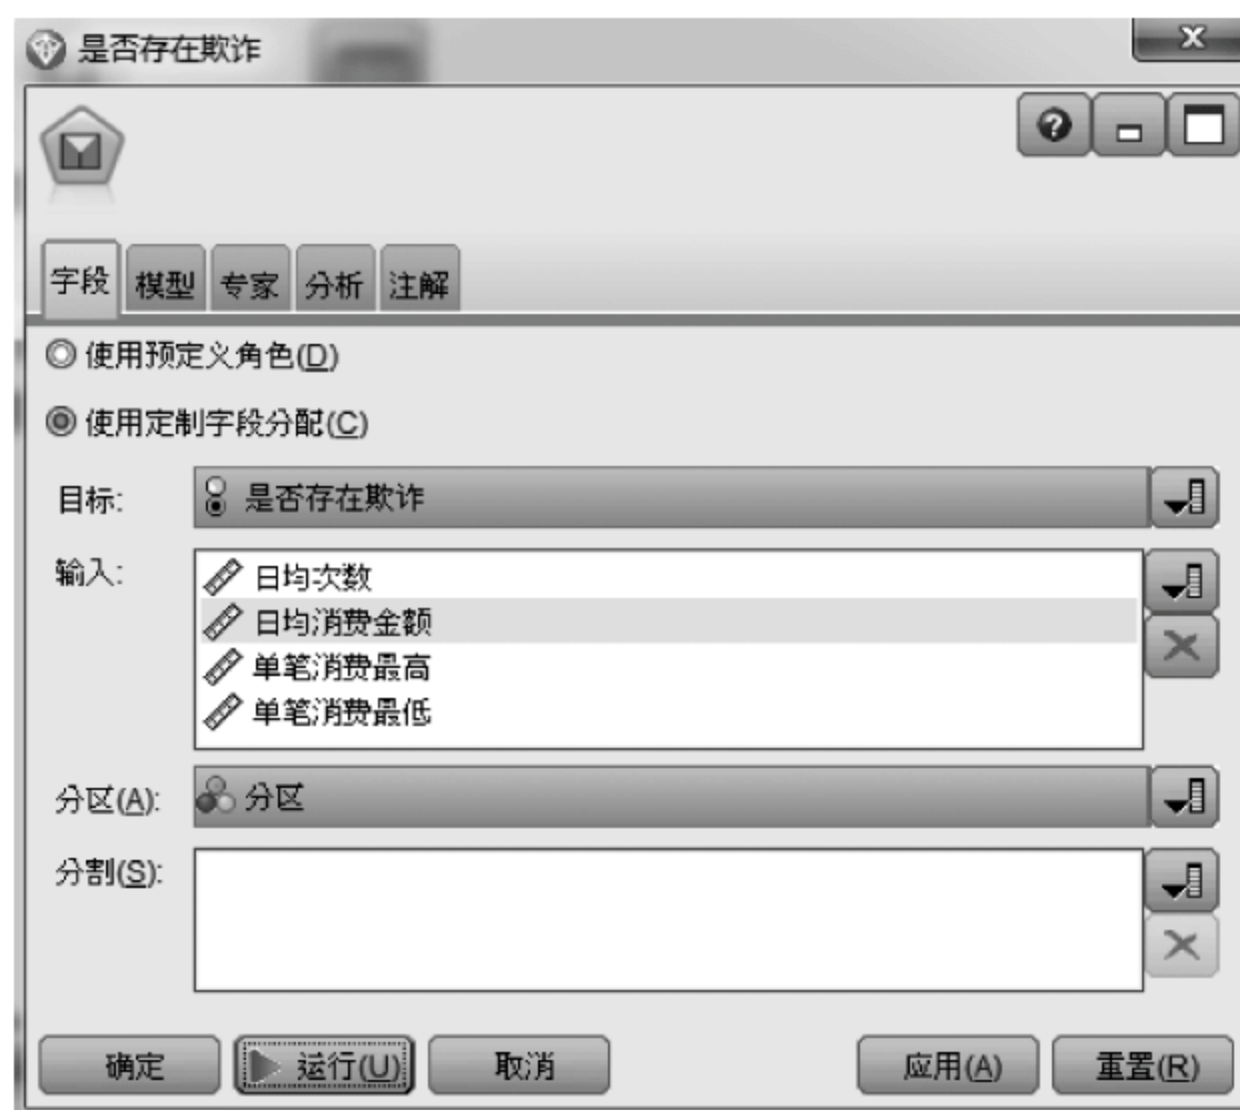 是否存在欺诈
字段 模型 专家 分析 注解
使用预定义角色(D)
使用定制字段分配(C)
目标: 是否存在欺诈
输入: 日均次数
日均消费金额
单笔消费最高
单笔消费最低
分区(A): 分区
分割(S):
确定 运行(U) 取消 应用(A) 重置(R)